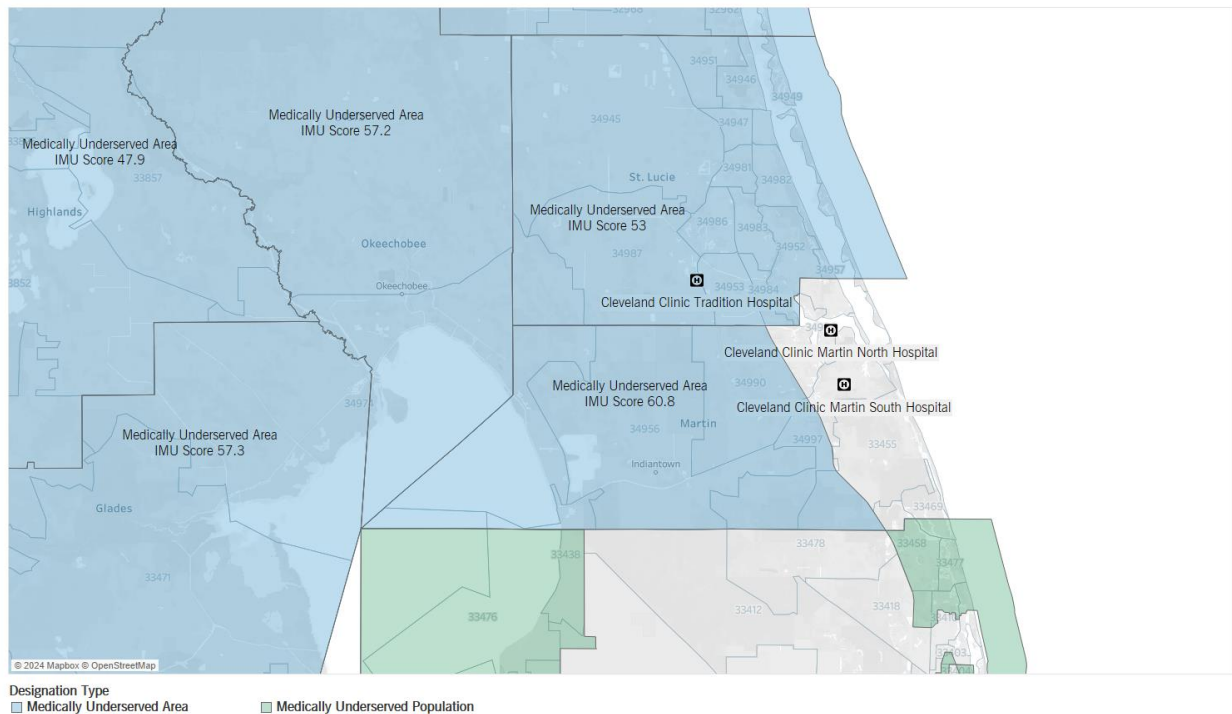 32968
32962
34951
34946
34949
Medically Underserved Area
IMU Score 57.2
34945
34947
Medically Underserved Area
IMU Score 47.9
33857
34981
St. Lucie
34982
Highlands
Medically Underserved Area
IMU Score 53
34986
34983
Okeechobee
34952
34987
34957
33852
Okeechobee
34953
34984
Cleveland Clinic Tradition Hospital
H
H
Cleveland Clinic Martin North Hospital
H
Medically Underserved Area
IMU Score 60.8
34990
Cleveland Clinic Martin South Hospital
34974
Martin
34956
34997
Medically Underserved Area
IMU Score 57.3
33455
Indiantown
Glades
33469
33438
33478
33458
33477
33471
33476
33412
33418
© 2024 Mapbox © OpenStreetMap
Designation Type
Medically Underserved Area
Medically Underserved Population